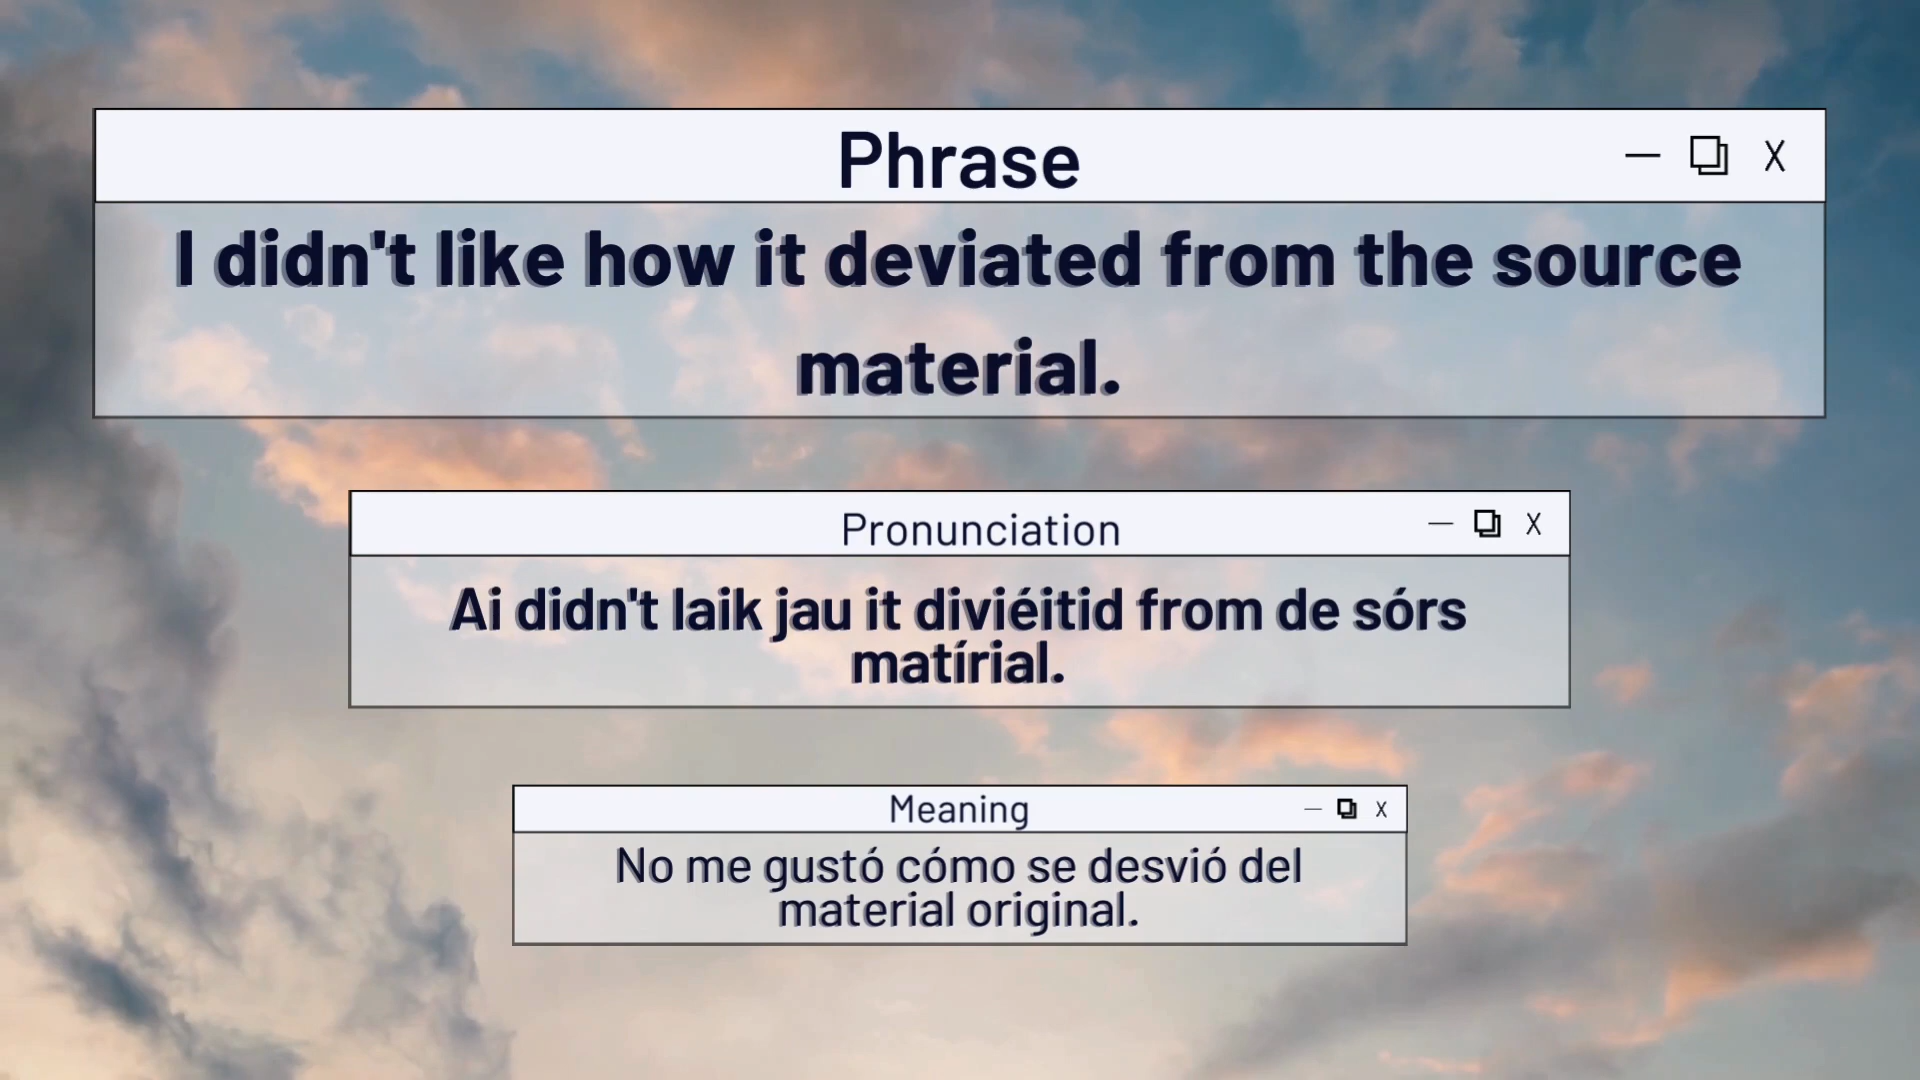 Phrase
I didn't like how it deviated from the source
material.
Pronunciation
Ai didn't laik jau it diviéitid from de sórs
matírial.
Meaning
No me gustó cómo se desvió del
material original.